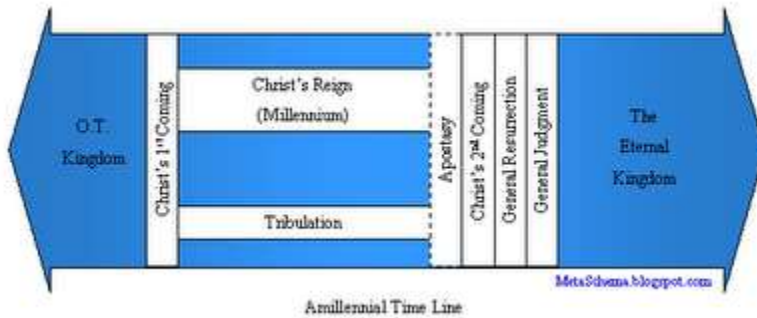 O.T.
Kingdom
Christ's 1st Coming
Christ's Reign
(Millennium)
Tribulation
Apostasy
Christ's 2nd Coming
General Resurrection
General Judgment
The
Eternal
Kingdom
MetaSchema.blogspot.com
Amillennial Time Line